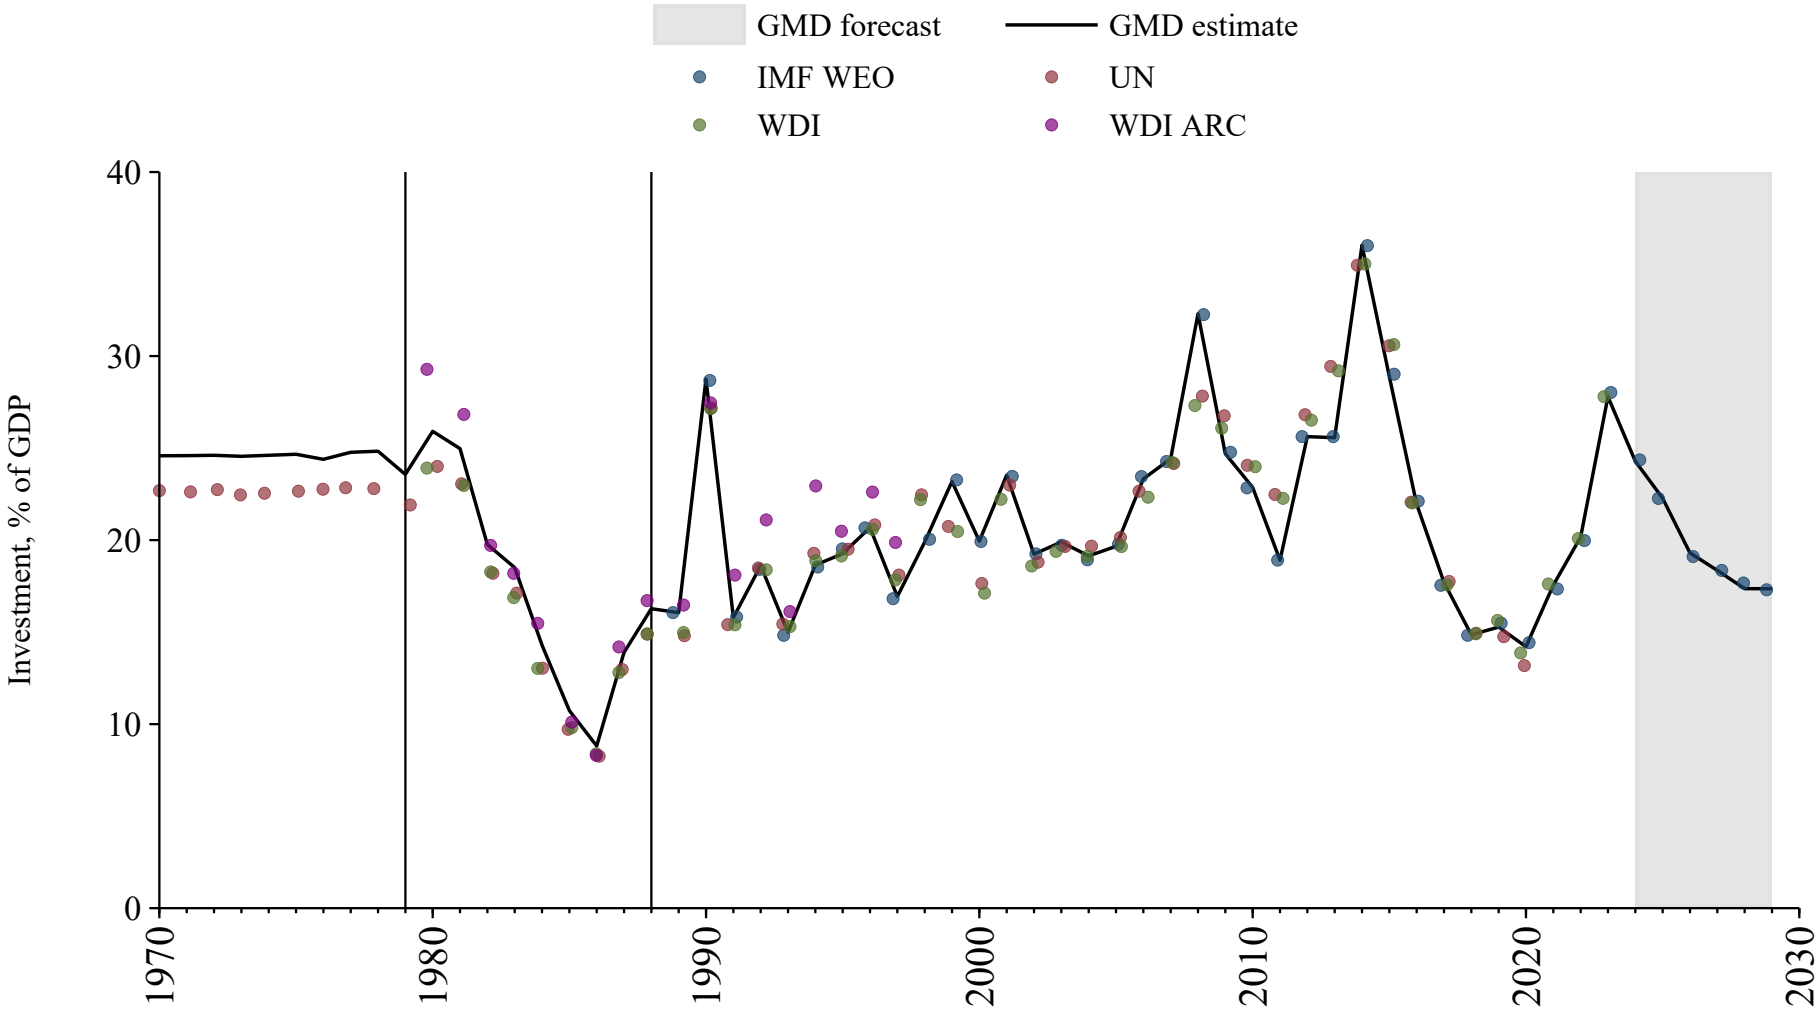 GMD forecast GMD estimate
IMF WEO UN
WDI WDI ARC
Investment, % of GDP
40
30
20
10
0
1970 1980 1990 2000 2010 2020 2030